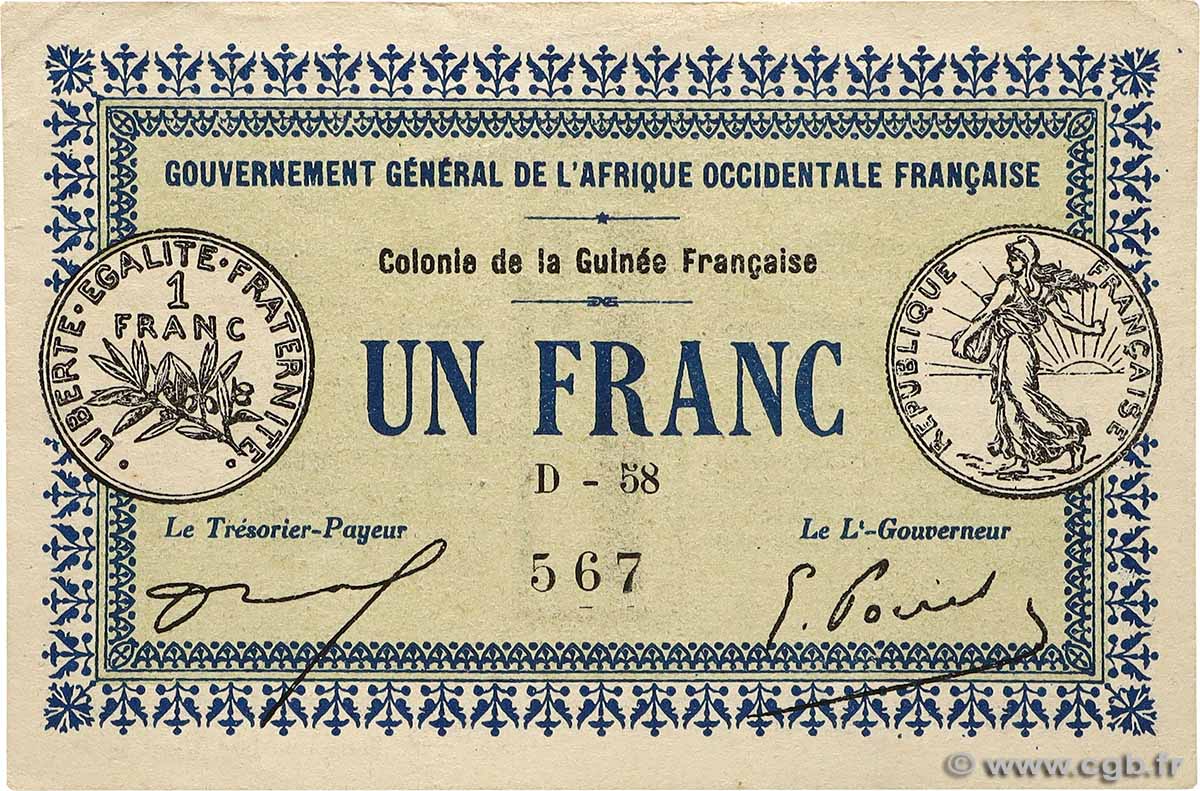 GOUVERNEMENT GÉNÉRAL DE L'AFRIQUE OCCIDENTALE FRANÇAISE
Colonie de la Guinée Française
LIBERTE · EGALITE · FRATERNITE
1
FRANC
REPUBLIQUE FRANÇAISE
UN FRANC
D - 58
Le Trésorier-Payeur
Le Lt-Gouverneur
567
G. Poiret
© www.cgb.fr